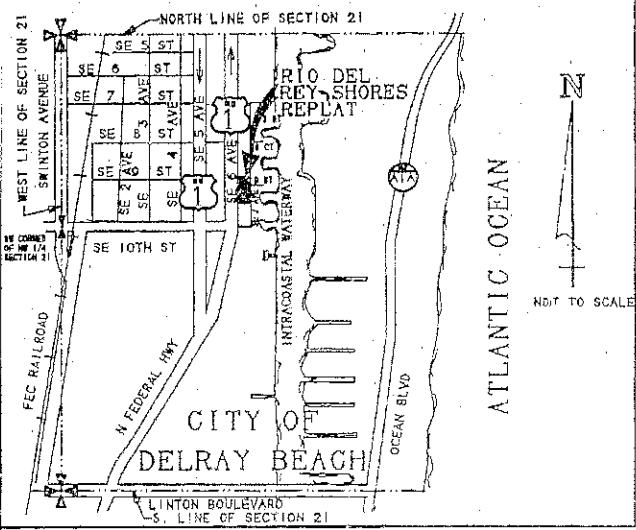 NORTH LINE OF SECTION 21
WEST LINE OF SECTION 21
SWINTON AVENUE
SE 5 ST
SE 6 ST
SE 7 ST
SE 8 ST
SE 9 ST
SE 2 AVE
SE 3 AVE
SE 4 AVE
SE 5 AVE
SE 6 AVE
1
1
RIO DEL
REY SHORES
REPLAT
A1A
INTRACOASTAL WATERWAY
SE 10TH ST
SW CORNER
OF NW 1/4
SECTION 21
FEC RAILROAD
N FEDERAL HWY
OCEAN BLVD
ATLANTIC OCEAN
N
NOT TO SCALE
CITY OF
DELRAY BEACH
LINTON BOULEVARD
S. LINE OF SECTION 21